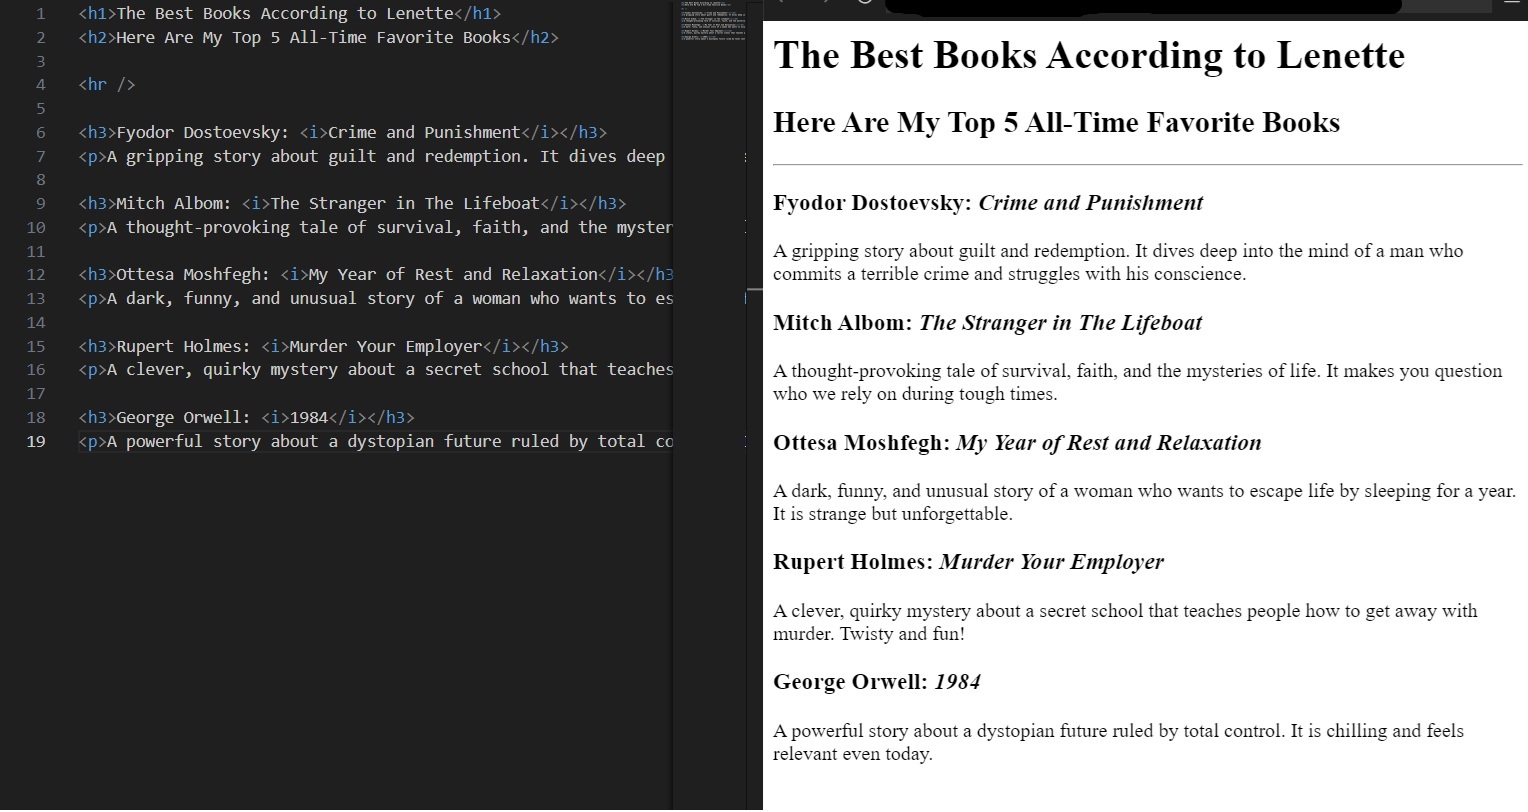 1 <h1>The Best Books According to Lenette</h1>
2 <h2>Here Are My Top 5 All-Time Favorite Books</h2>
3
4 <hr />
5
6 <h3>Fyodor Dostoevsky: <i>Crime and Punishment</i></h3>
7 <p>A gripping story about guilt and redemption. It dives deep
8
9 <h3>Mitch Albom: <i>The Stranger in The Lifeboat</i></h3>
10 <p>A thought-provoking tale of survival, faith, and the myster
11
12 <h3>Ottesa Moshfegh: <i>My Year of Rest and Relaxation</i></h3
13 <p>A dark, funny, and unusual story of a woman who wants to es
14
15 <h3>Rupert Holmes: <i>Murder Your Employer</i></h3>
16 <p>A clever, quirky mystery about a secret school that teaches
17
18 <h3>George Orwell: <i>1984</i></h3>
19 <p>A powerful story about a dystopian future ruled by total co
The Best Books According to Lenette
Here Are My Top 5 All-Time Favorite Books
Fyodor Dostoevsky: Crime and Punishment
A gripping story about guilt and redemption. It dives deep into the mind of a man who
commits a terrible crime and struggles with his conscience.
Mitch Albom: The Stranger in The Lifeboat
A thought-provoking tale of survival, faith, and the mysteries of life. It makes you question
who we rely on during tough times.
Ottesa Moshfegh: My Year of Rest and Relaxation
A dark, funny, and unusual story of a woman who wants to escape life by sleeping for a year.
It is strange but unforgettable.
Rupert Holmes: Murder Your Employer
A clever, quirky mystery about a secret school that teaches people how to get away with
murder. Twisty and fun!
George Orwell: 1984
A powerful story about a dystopian future ruled by total control. It is chilling and feels
relevant even today.